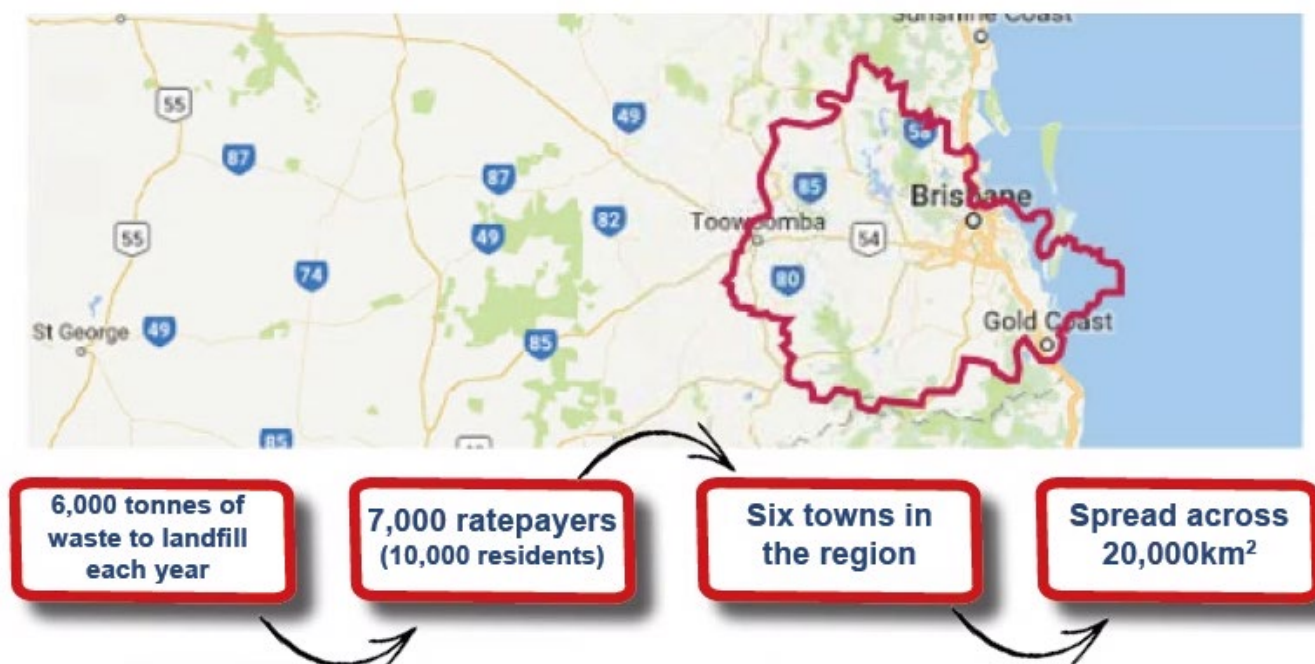 Sunshine Coast
55
49
58
87
87
85
Brisbane
82
Toowoomba
55
49
54
74
80
St George
49
85
Gold Coast
85
6,000 tonnes of
waste to landfill
each year
7,000 ratepayers
(10,000 residents)
Six towns in
the region
Spread across
20,000km²